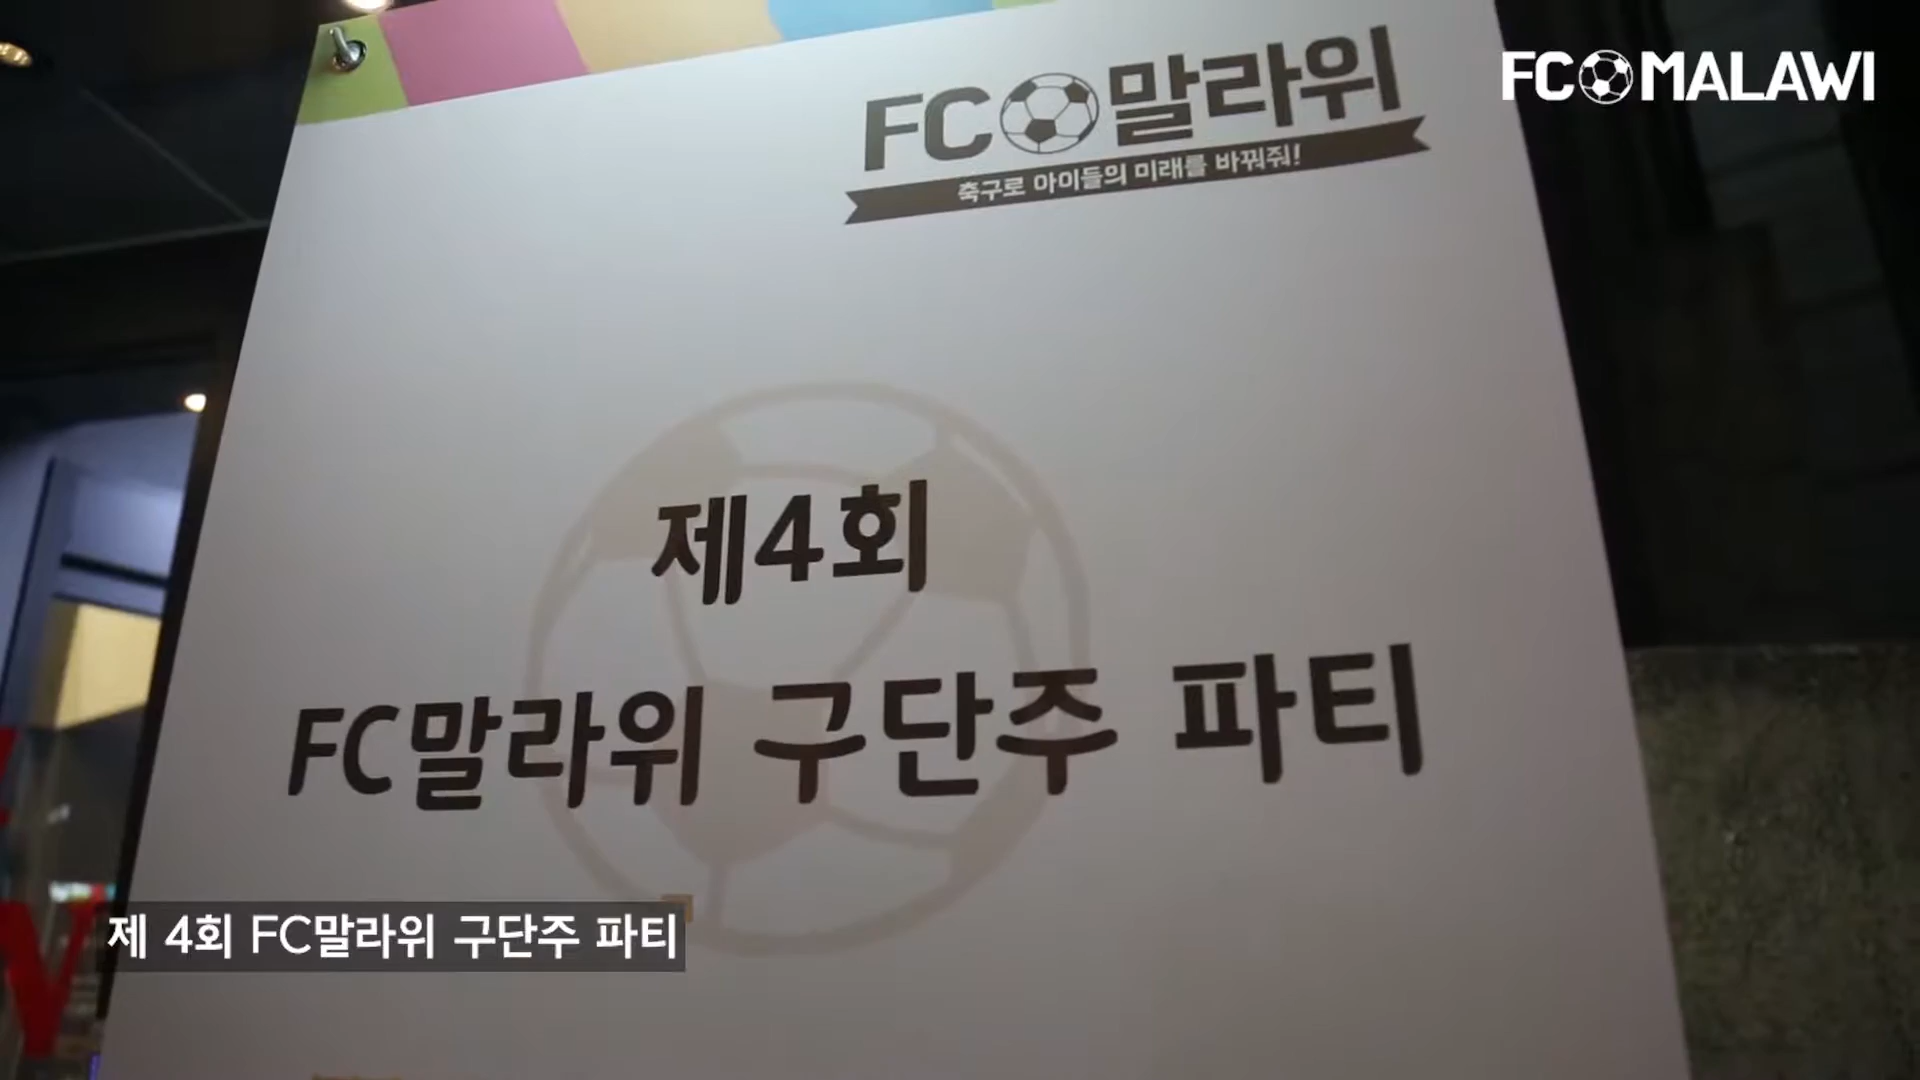 FC MALAWI
FC 말라위
축구로 아이들의 미래를 바꿔줘!
제4회
FC말라위 구단주 파티
제 4회 FC말라위 구단주 파티